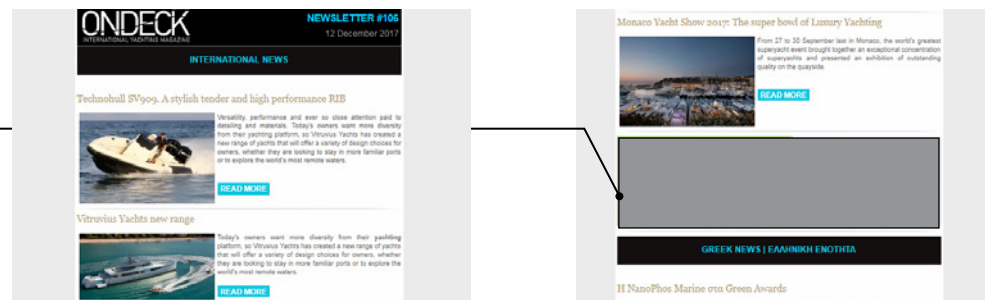 ONDECK
INTERNATIONAL YACHTING MAGAZINE
NEWSLETTER #106
12 December 2017
INTERNATIONAL NEWS
Technohull SV909. A stylish tender and high performance RIB
Versatility, performance and ever so close attention paid to
detailing and materials. Today's owners want more diversity
from their yachting platform, so Vitruvius Yachts has created a
new range of yachts that will offer a variety of design choices for
owners, whether they are looking to stay in more familiar ports
or to explore the world's most remote waters.
READ MORE
Vitruvius Yachts new range
Today's owners want more diversity from their yachting
platform, so Vitruvius Yachts has created a new range of yachts
that will offer a variety of design choices for owners, whether
they are looking to stay in more familiar ports or to explore the
world's most remote waters.
READ MORE
Monaco Yacht Show 2017: The super bowl of Luxury Yachting
From 27 to 30 September last in Monaco, the world's greatest
superyacht event brought together an exceptional concentration
of superyachts and presented an exhibition of outstanding
quality on the quayside.
READ MORE
GREEK NEWS | ΕΛΛΗΝΙΚΗ ΕΝΟΤΗΤΑ
Η NanoPhos Marine στα Green Awards